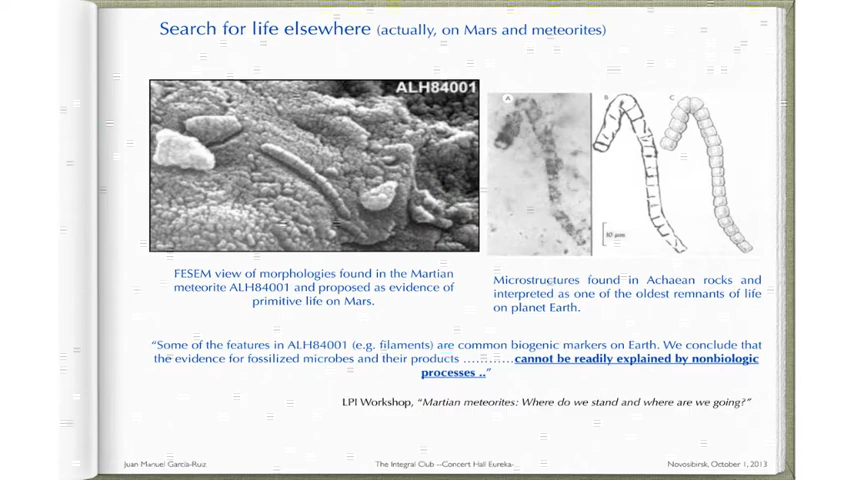 Search for life elsewhere (actually, on Mars and meteorites)
ALH84001
A
B
C
10 µm
FESEM view of morphologies found in the Martian
meteorite ALH84001 and proposed as evidence of
primitive life on Mars.
Microstructures found in Achaean rocks and
interpreted as one of the oldest remnants of life
on planet Earth.
“Some of the features in ALH84001 (e.g. filaments) are common biogenic markers on Earth. We conclude that
the evidence for fossilized microbes and their products …………cannot be readily explained by nonbiologic
processes ..”
LPI Workshop, “Martian meteorites: Where do we stand and where are we going?”
Juan Manuel García-Ruiz
The Integral Club --Concert Hall Eureka-
Novosibirsk, October 1, 2013